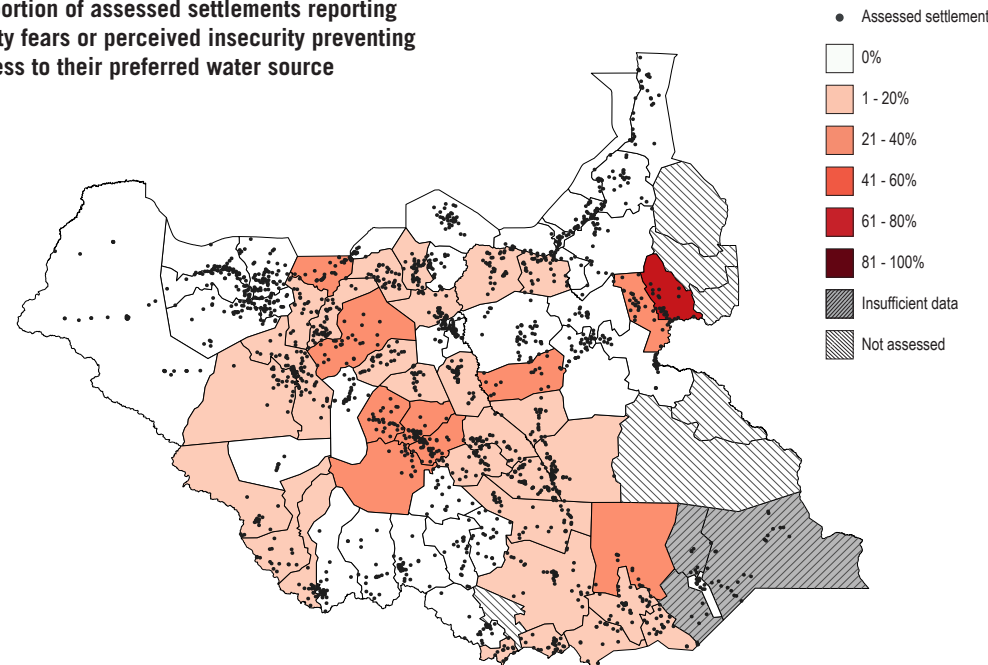 portion of assessed settlements reporting
ty fears or perceived insecurity preventing
ess to their preferred water source
Assessed settlement
0%
1 - 20%
21 - 40%
41 - 60%
61 - 80%
81 - 100%
Insufficient data
Not assessed